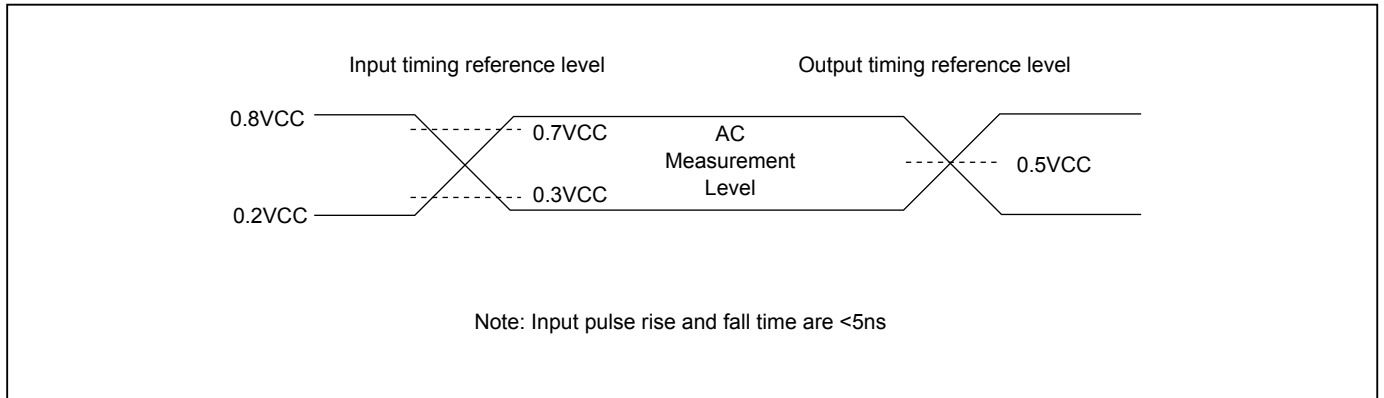 Input timing reference level
Output timing reference level
0.8VCC
0.7VCC
AC
Measurement
Level
0.5VCC
0.3VCC
0.2VCC
Note: Input pulse rise and fall time are <5ns